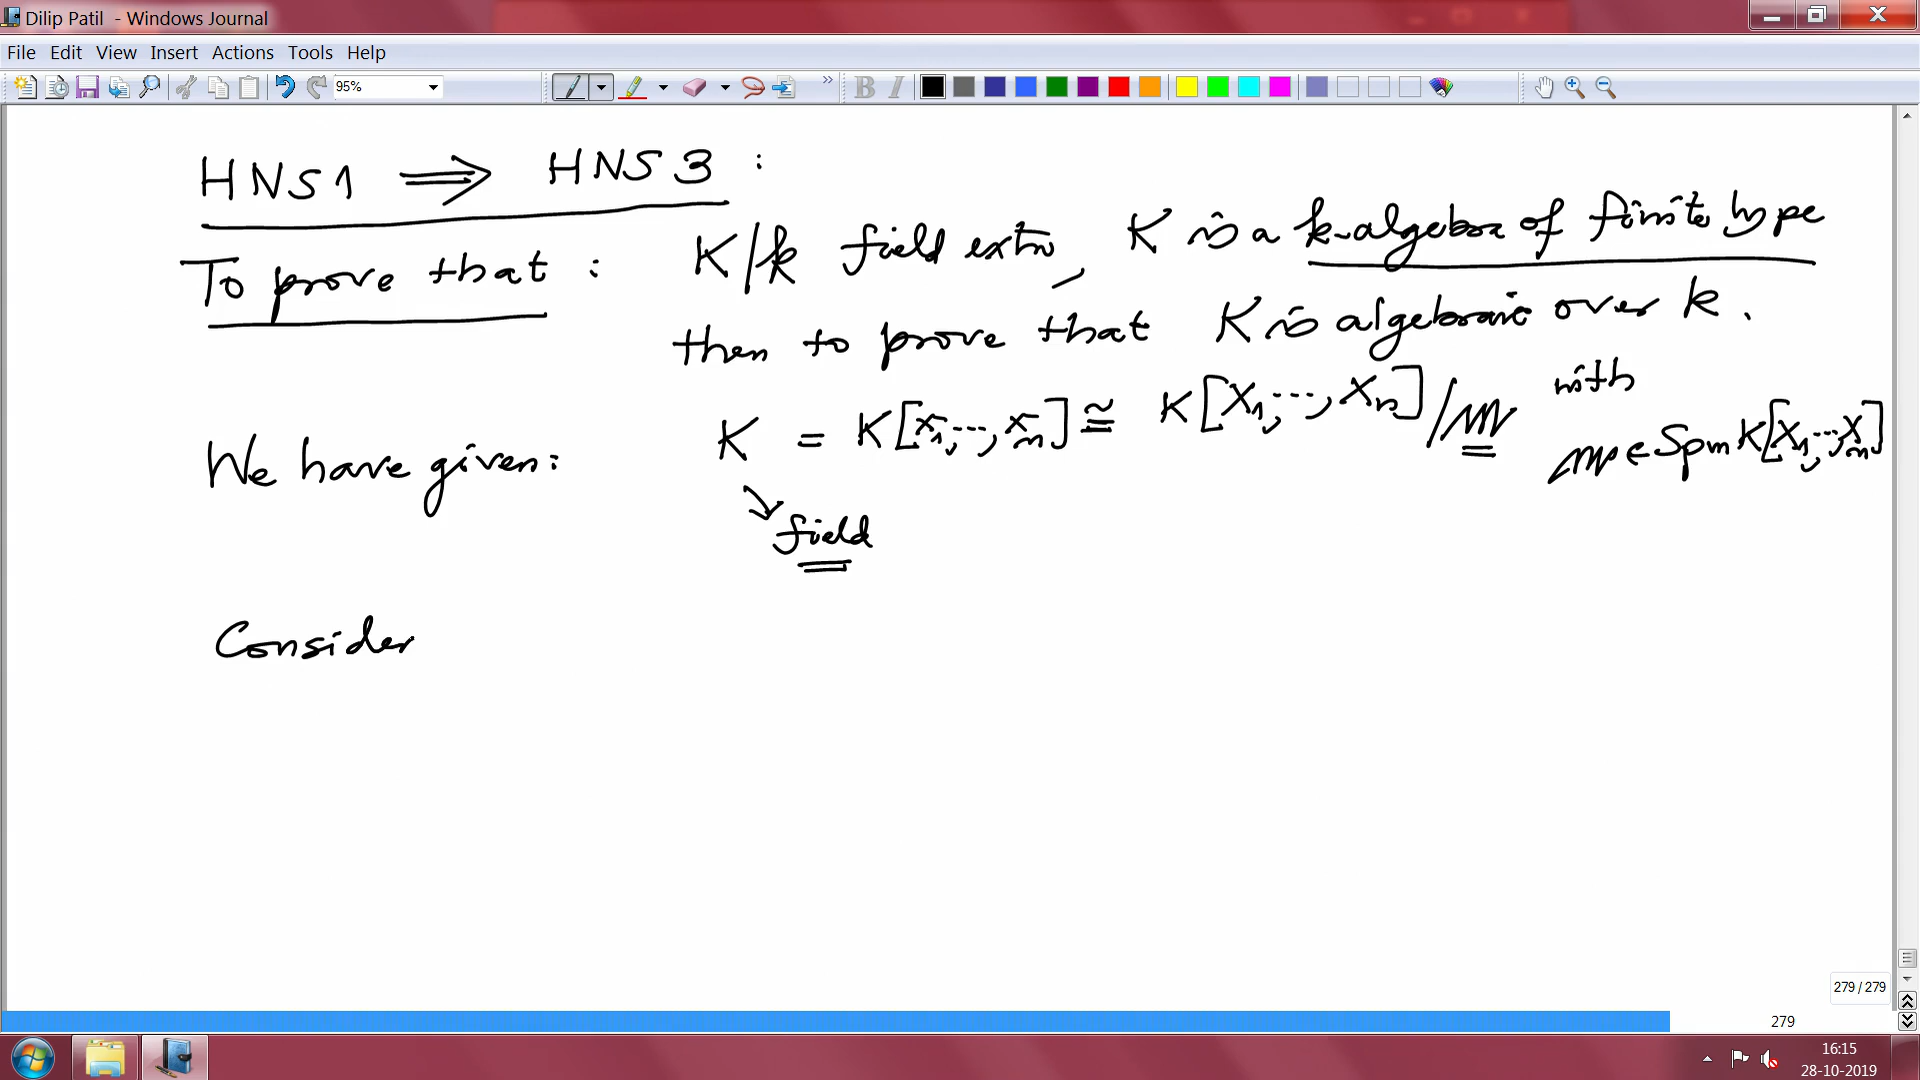 Dilip Patil - Windows Journal
File Edit View Insert Actions Tools Help
95%
HNS1 ⟹ HNS3 :
To prove that : K/k field extn, K is a k-algebra of finite type
then to prove that K is algebraic over k.
We have given: K = K[x₁,...,xₙ] ≅ K[X₁,...,Xₙ]/𝔪 with
𝔪 ∈ Spm K[X₁,...,Xₙ]
field
Consider
279 / 279
279
16:15
28-10-2019